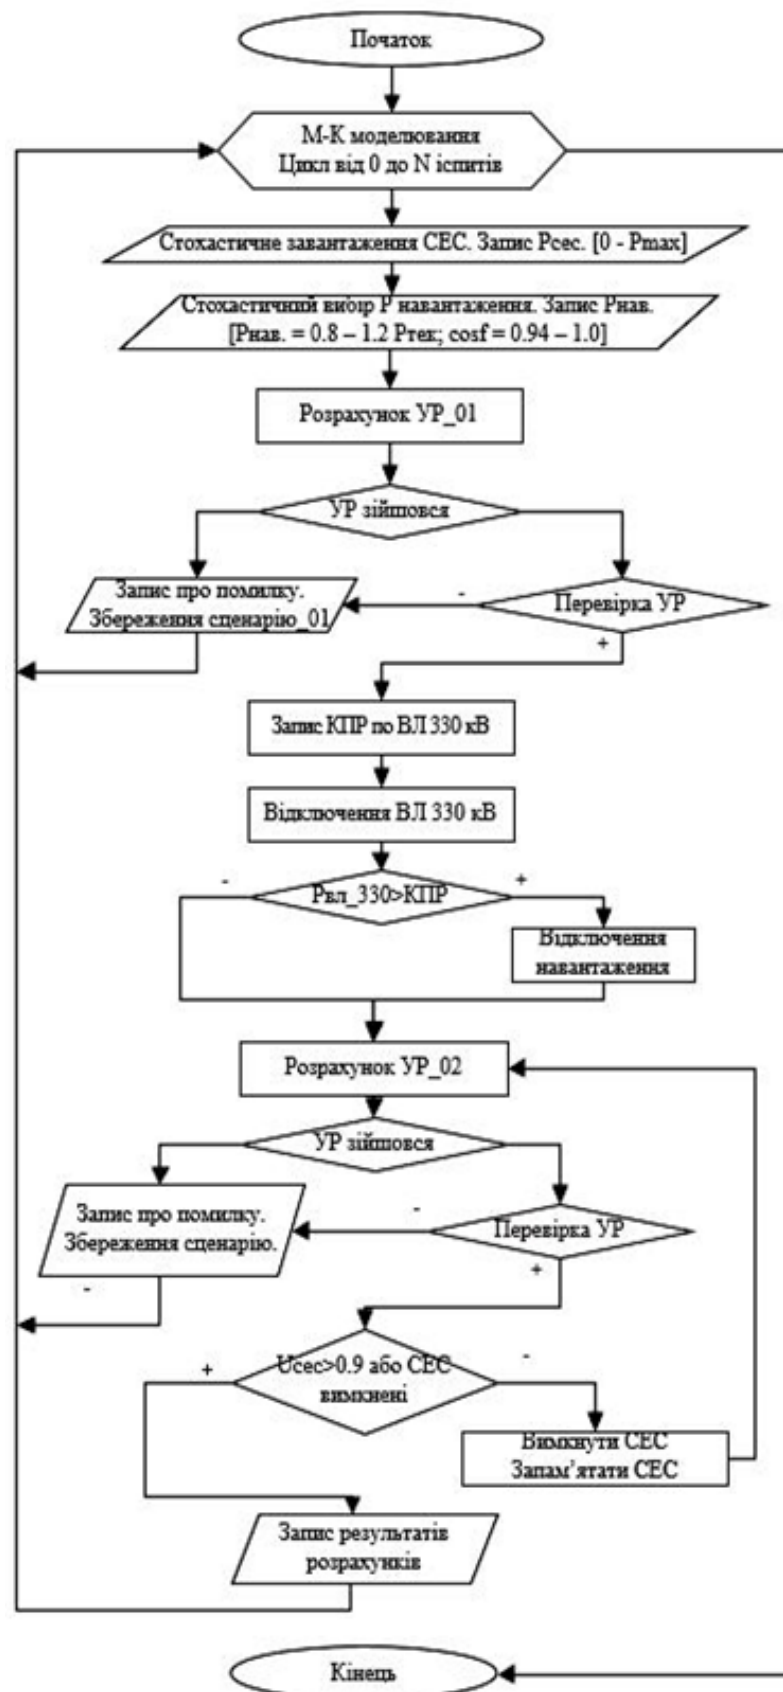 Початок
М-К моделювання
Цикл від 0 до N іспитів
Стохастичне завантаження СЕС. Запис Рсес. [0 - Pmax]
Стохастичний вибір Р навантаження. Запис Рнав.
[Рнав. = 0.8 – 1.2 Ртек; cosf = 0.94 – 1.0]
Розрахунок УР_01
УР зійшовся
Запис про помилку.
Збереження сценарію_01
-
Перевірка УР
+
Запис КПР по ВЛ 330 кВ
Відключення ВЛ 330 кВ
-
Рвл_330>КПР
+
Відключення
навантаження
Розрахунок УР_02
УР зійшовся
Запис про помилку.
Збереження сценарію.
-
Перевірка УР
+
-
+
Uсес>0.9 або СЕС
вимкнені
-
Вимкнути СЕС
Запам’ятати СЕС
Запис результатів
розрахунків
Кінець